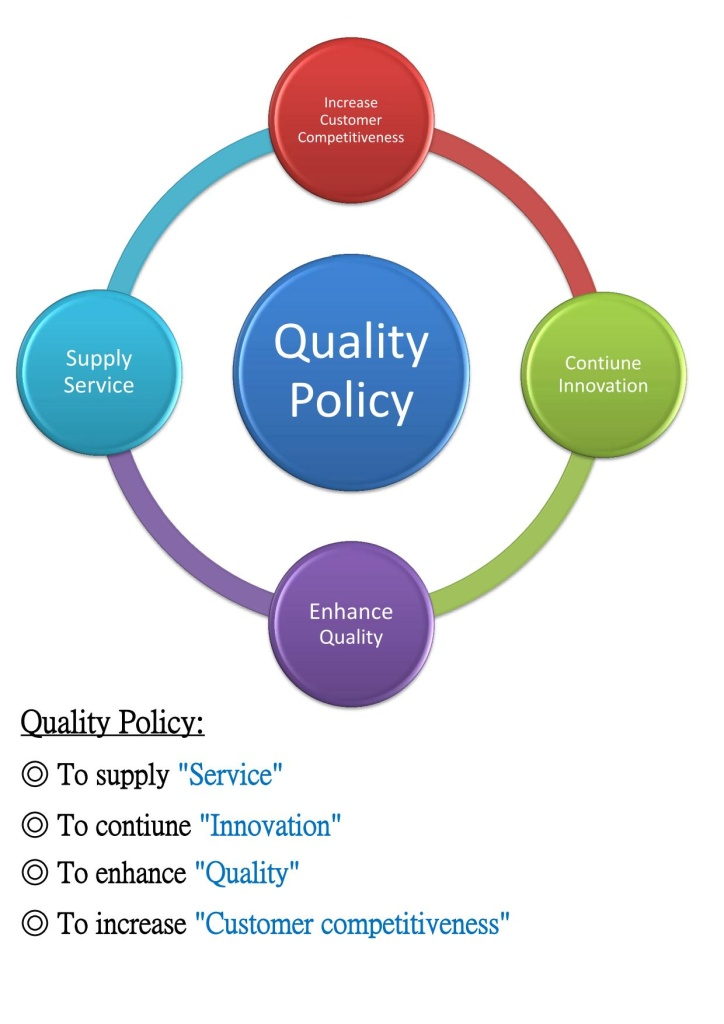 Increase
Customer
Competitiveness
Supply
Service
Quality
Policy
Contiune
Innovation
Enhance
Quality
Quality Policy:
◎ To supply "Service"
◎ To contiune "Innovation"
◎ To enhance "Quality"
◎ To increase "Customer competitiveness"